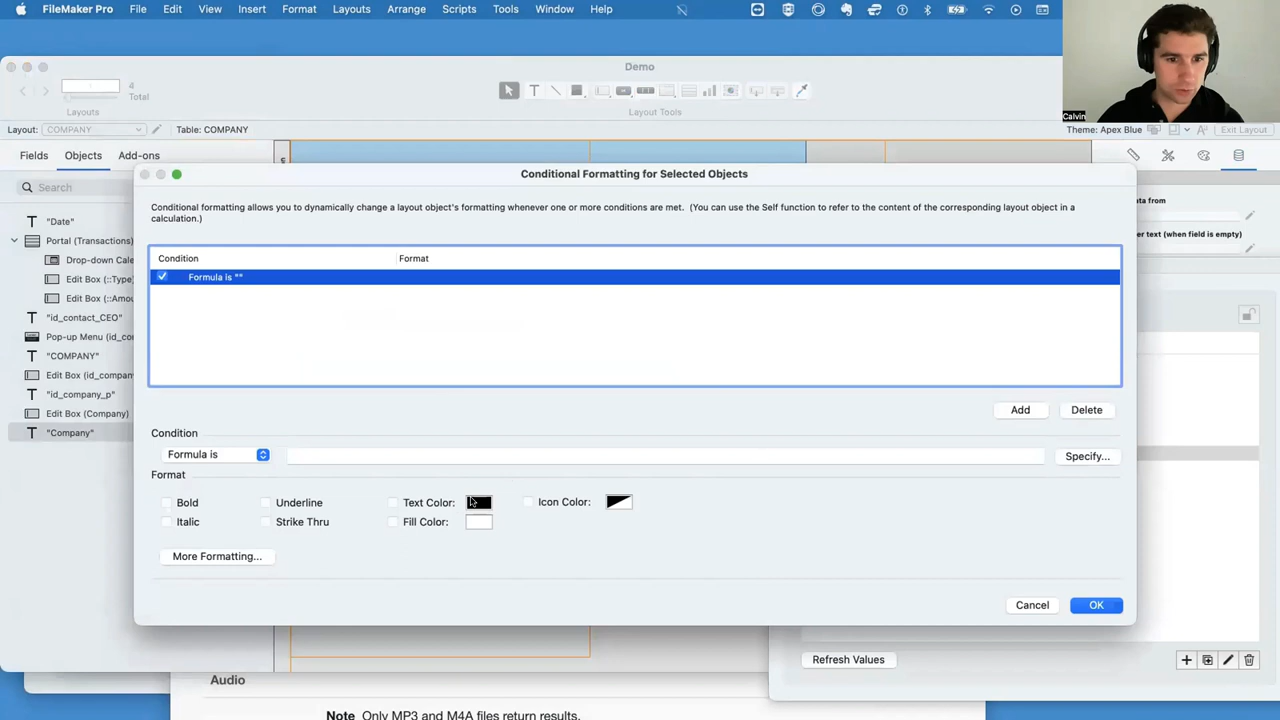 FileMaker Pro File Edit View Insert Format Layouts Arrange Scripts Tools Window Help
Demo
4
Total
Layouts
Layout Tools
Calvin
Layout: COMPANY
Table: COMPANY
Theme: Apex Blue
Exit Layout
Fields Objects Add-ons
Search
"Date"
Portal (Transactions)
Drop-down Cale
Edit Box (::Type)
Edit Box (::Amou
"id_contact_CEO"
Pop-up Menu (id_co
"COMPANY"
Edit Box (id_compan
"id_company_p"
Edit Box (Company)
"Company"
ata from
er text (when field is empty)
Conditional Formatting for Selected Objects
Conditional formatting allows you to dynamically change a layout object's formatting whenever one or more conditions are met. (You can use the Self function to refer to the content of the corresponding layout object in a
calculation.)
Condition Format
Formula is ""
Add Delete
Condition
Formula is
Specify...
Format
Bold Underline Text Color: Icon Color:
Italic Strike Thru Fill Color:
More Formatting...
Cancel OK
Refresh Values
Audio
Note Only MP3 and M4A files return results.